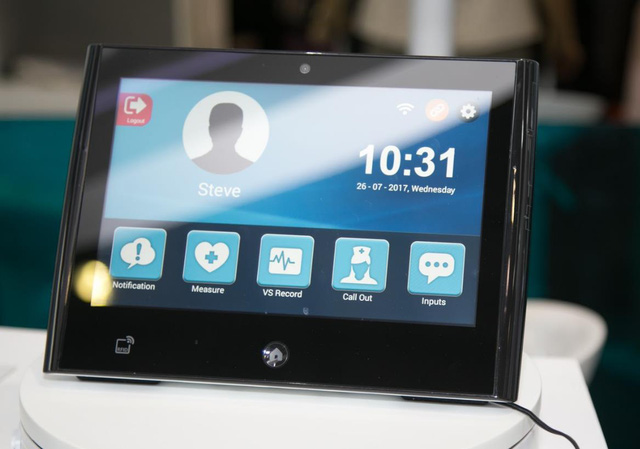 Logout
Steve
10:31
26 - 07 - 2017, Wednesday
Notification
Measure
VS Record
Call Out
Inputs